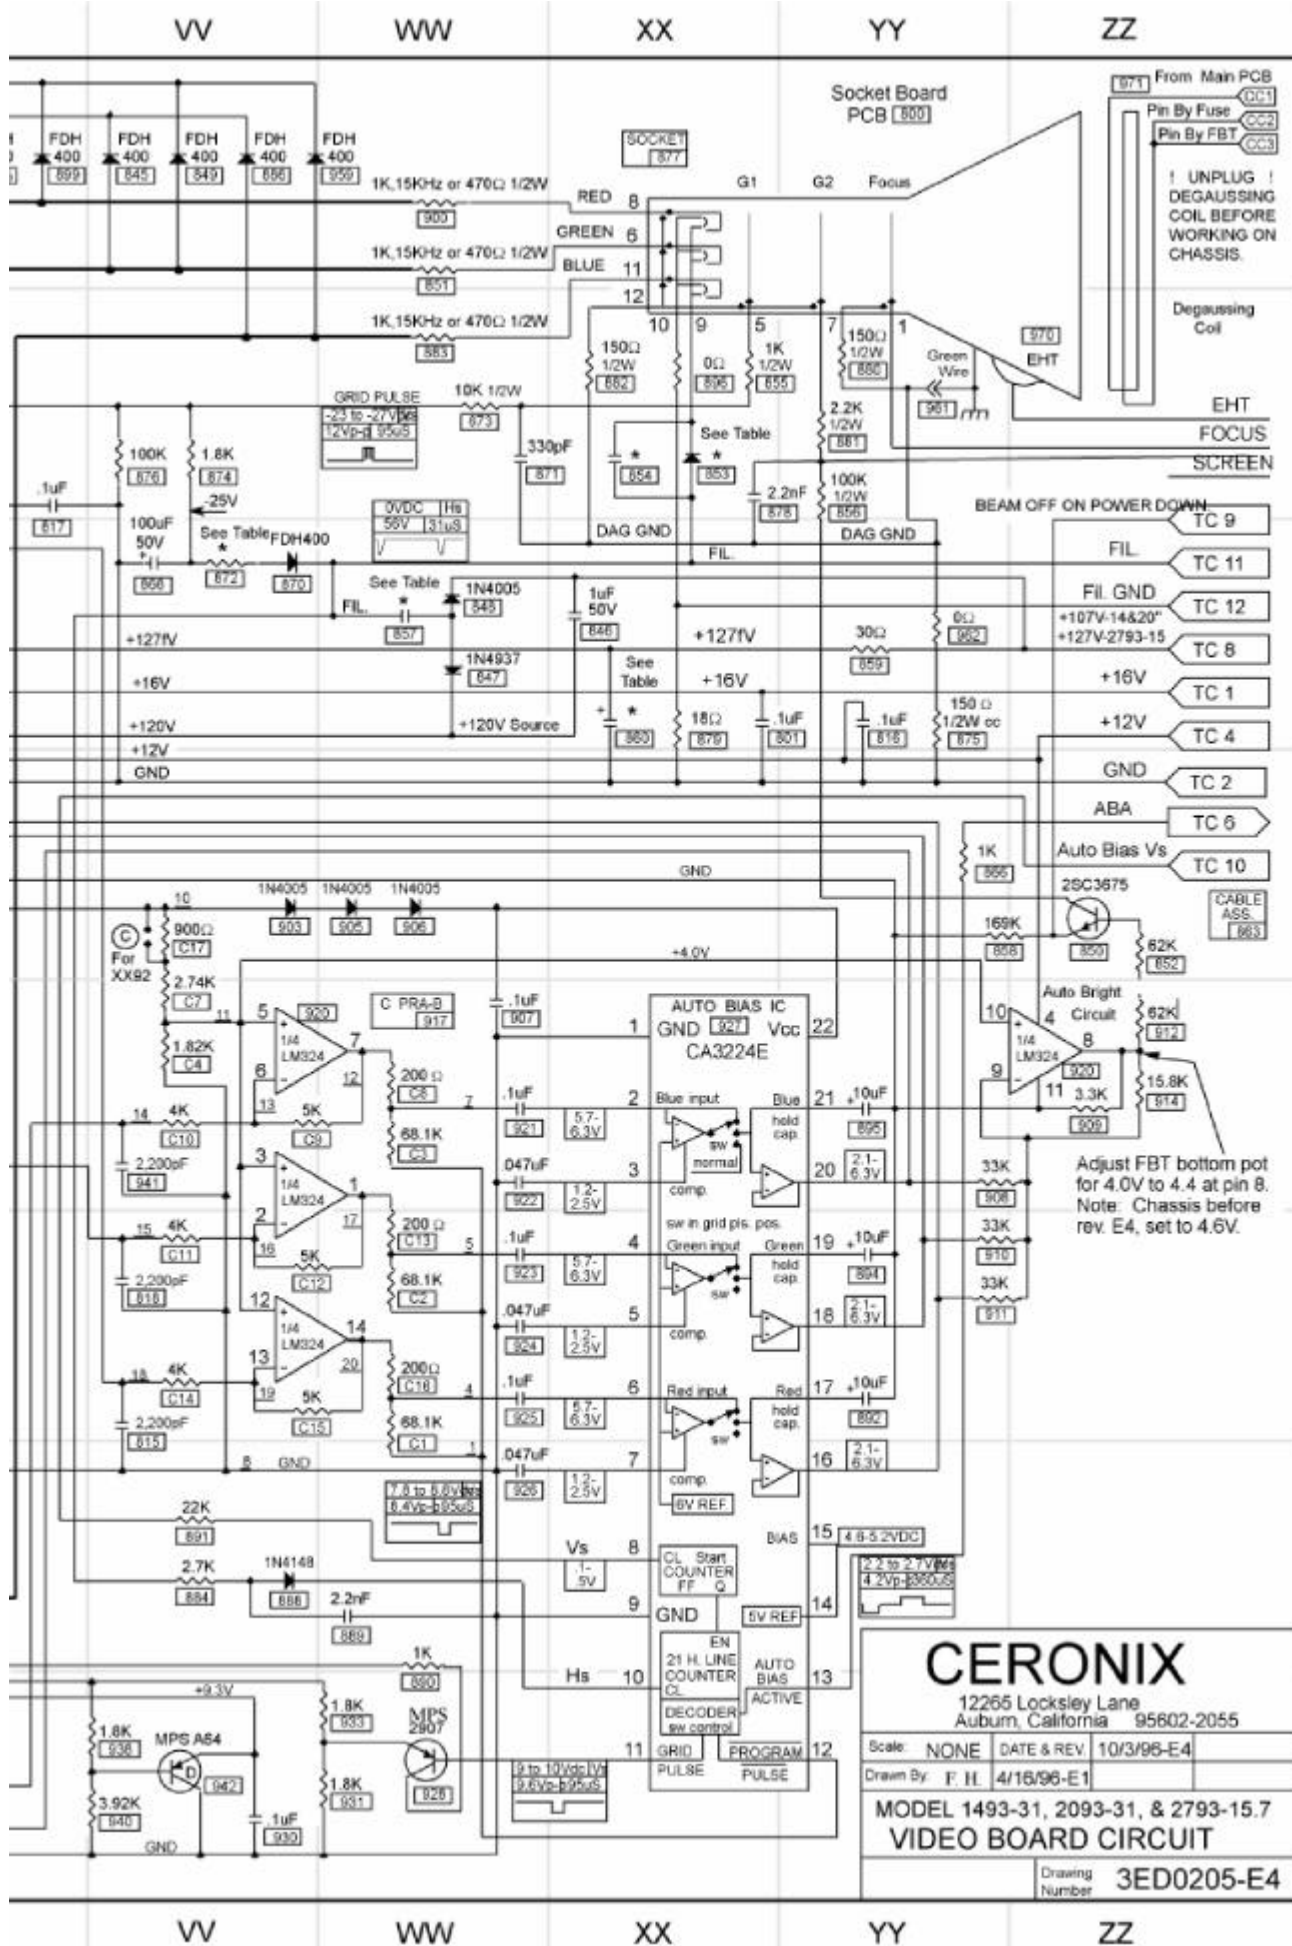 VV WW XX YY ZZ
971 From Main PCB
CC1
Pin By Fuse CC2
Pin By FBT CC3
Socket Board
PCB 800
! UNPLUG !
DEGAUSSING
COIL BEFORE
WORKING ON
CHASSIS.
Degaussing
Coil
SOCKET
877
FDH FDH FDH FDH FDH
400 400 400 400 400
899 845 849 886 959
1K,15KHz or 470Ω 1/2W
900
1K,15KHz or 470Ω 1/2W
851
1K,15KHz or 470Ω 1/2W
883
RED 8
GREEN 6
BLUE 11
12
10 9 5 7 1
G1 G2 Focus
970
EHT
150Ω
1/2W
882
0Ω
896
1K
1/2W
855
150Ω
1/2W
880
Green
Wire
961
EHT
FOCUS
SCREEN
GRID PULSE
-23 to -27Vdc
12Vp-p 95uS
10K 1/2W
873
100K
876
1.8K
874
330pF
871
*
854
See Table
*
853
2.2K
1/2W
881
100K
1/2W
856
2.2nF
878
.1uF
817
-25V
100uF
50V
868
See Table
*
872
FDH400
870
0VDC Hs
56V 31uS
DAG GND
FIL.
DAG GND
BEAM OFF ON POWER DOWN.
TC 9
FIL. TC 11
Fil. GND TC 12
+107V-14&20"
+127V-2793-15 TC 8
+16V TC 1
+12V TC 4
GND TC 2
ABA TC 6
Auto Bias Vs TC 10
FIL.
See Table
*
857
1N4005
848
1uF
50V
846
1N4937
847
+127fV
+127fV
30Ω
859
0Ω
962
+16V
See
Table
*
860
+16V
+120V
+120V Source
18Ω
879
.1uF
801
.1uF
816
150 Ω
1/2W cc
875
+12V
GND
1K
866
GND
2SC3675
850
CABLE
ASS.
863
10
1N4005 1N4005 1N4005
903 905 906
C
For
XX92
900Ω
C17
2.74K
C7
1.82K
C4
169K
858
62K
852
+4.0V
Auto Bright
Circuit
62K
912
15.8K
914
10 4
1/4
LM324
8
9 11
920
3.3K
909
Adjust FBT bottom pot
for 4.0V to 4.4 at pin 8.
Note: Chassis before
rev. E4, set to 4.6V.
11 5 920
1/4
LM324
7
6
12
13
C PRA-B
917
.1uF
907
200 Ω
C8
68.1K
C3
14 4K
C10
5K
C9
2,200pF
941
3
1/4
LM324
1
2
17
16
15 4K
C11
5K
C12
2,200pF
818
200 Ω
C13
68.1K
C2
12
1/4
LM324
14
13
20
19
18 4K
C14
5K
C15
2,200pF
815
200Ω
C16
68.1K
C1
8 GND
7
5
4
1
.1uF
921
.047uF
922
.1uF
923
.047uF
924
.1uF
925
.047uF
926
5.7-
6.3V
1.2-
2.5V
5.7-
6.3V
1.2-
2.5V
5.7-
6.3V
1.2-
2.5V
AUTO BIAS IC
1 GND 927 Vcc 22
CA3224E
2 Blue input Blue 21
hold
cap.
sw
normal
3 comp. 20
sw in grid pls. pos.
4 Green input Green 19
hold
cap.
sw
5 comp. 18
6 Red input Red 17
hold
cap.
sw
7 comp. 16
6V REF.
BIAS 15 4.6-5.2VDC
8 CL Start
COUNTER
FF Q
9 GND 5V REF 14
EN
21 H. LINE
COUNTER
CL
AUTO
BIAS
ACTIVE
10 13
DECODER
sw control
11 GRID
PULSE
PROGRAM
PULSE
12
+10uF
895
2.1-
6.3V
+10uF
894
2.1-
6.3V
+10uF
892
2.1-
6.3V
33K
908
33K
910
33K
911
2.2 to 2.7Vdc
4.2Vp-p 360uS
7.8 to 8.8Vdc
8.4Vp-p 95uS
22K
891
Vs
.1-
.5V
2.7K
884
1N4148
888
2.2nF
889
Hs
1K
890
+9.3V
1.8K
938
MPS A64
D
942
3.92K
940
.1uF
930
GND
1.8K
933
1.8K
931
MPS
2907
928
9 to 10Vdc Vs
9.6Vp-p 95uS
CERONIX
12265 Locksley Lane
Auburn, California 95602-2055
Scale: NONE DATE & REV. 10/3/96-E4
Drawn By: F. H. 4/16/96-E1
MODEL 1493-31, 2093-31, & 2793-15.7
VIDEO BOARD CIRCUIT
Drawing
Number 3ED0205-E4
VV WW XX YY ZZ